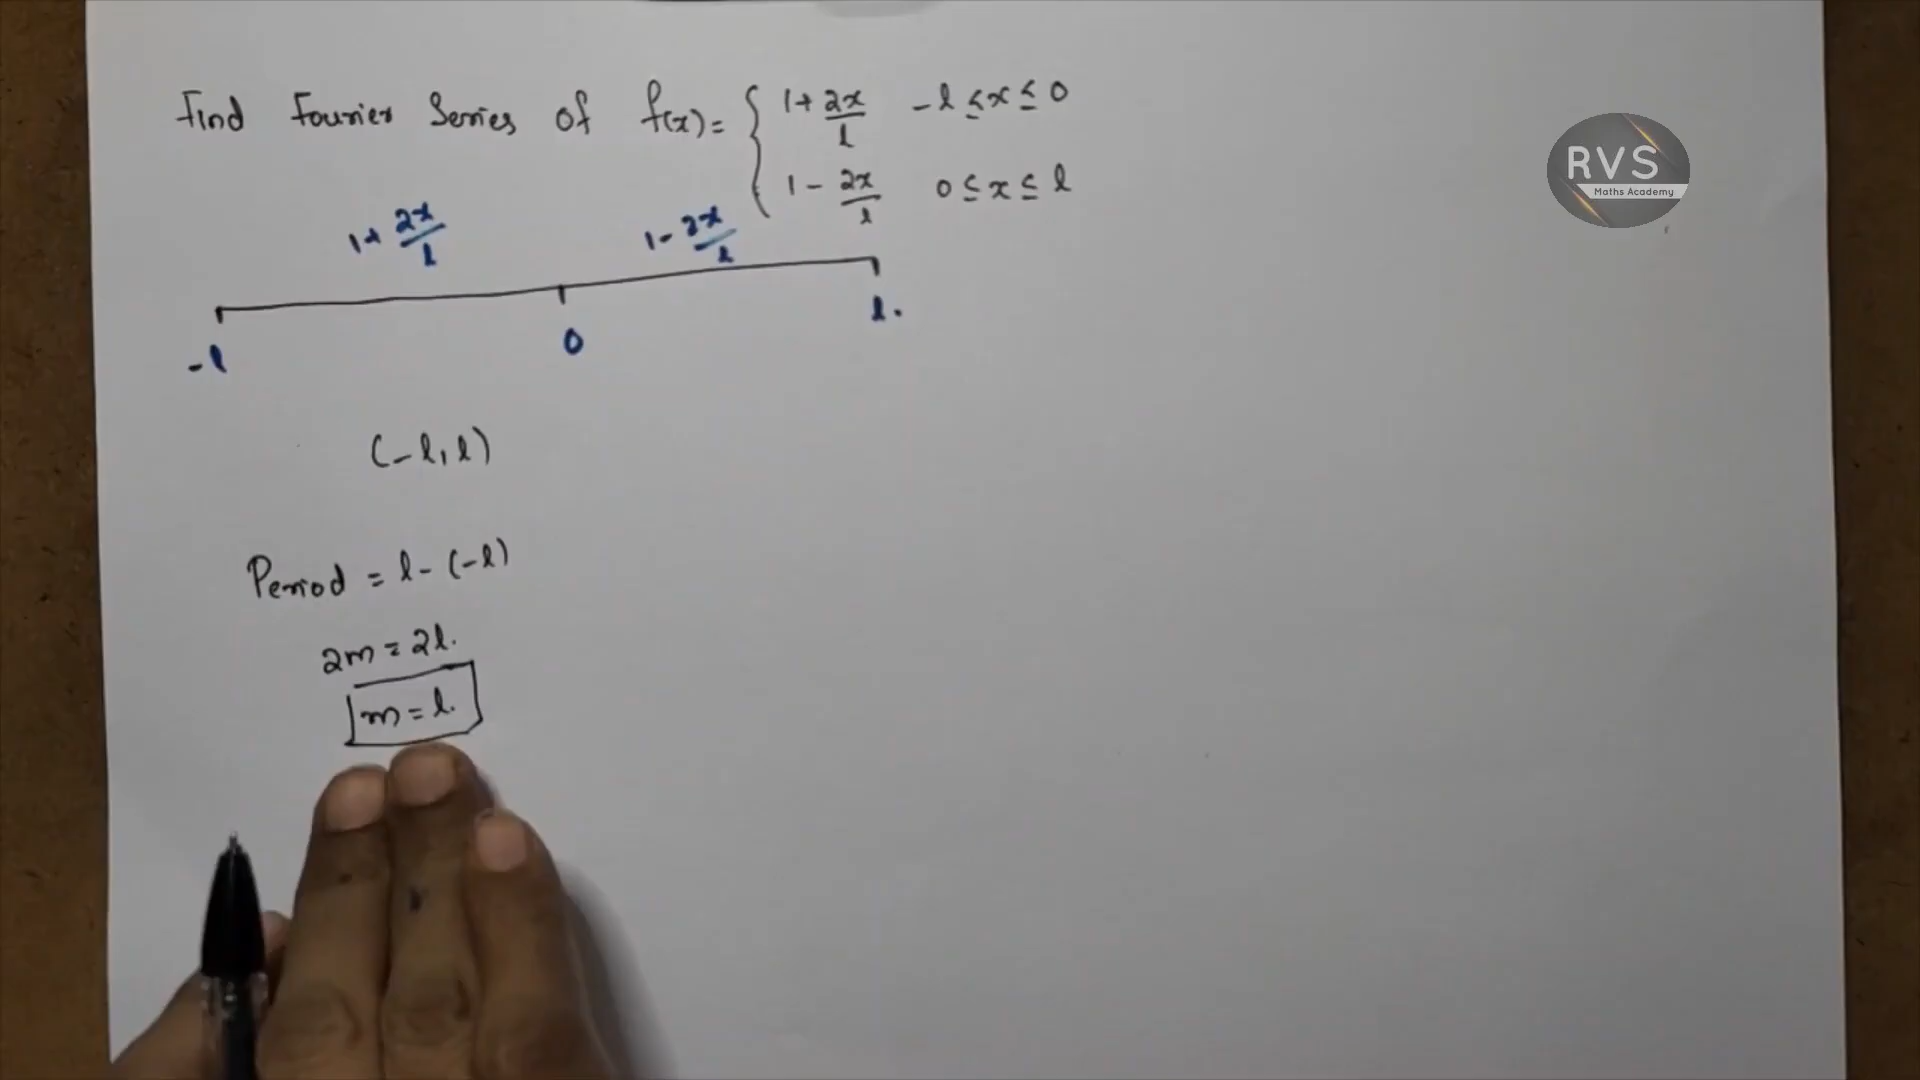 Find Fourier Series of f(x) = { 1 + 2x/l   -l ≤ x ≤ 0
1 - 2x/l   0 ≤ x ≤ l
RVS
Maths Academy
1 + 2x/l   1 - 2x/l
-l   0   l.
(-l, l)
Period = l - (-l)
2m = 2l.
m = l.